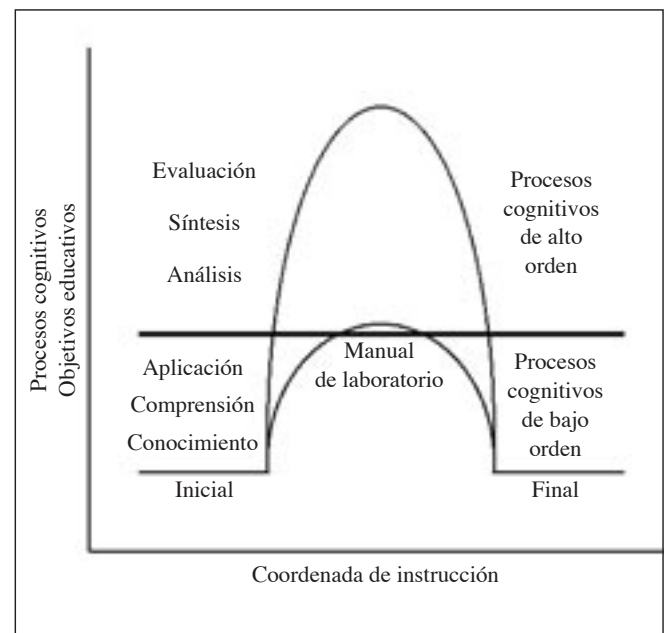 Procesos cognitivos
Objetivos educativos
Evaluación
Síntesis
Análisis
Procesos
cognitivos
de alto
orden
Aplicación
Comprensión
Conocimiento
Manual
de laboratorio
Procesos
cognitivos
de bajo
orden
Inicial
Final
Coordenada de instrucción